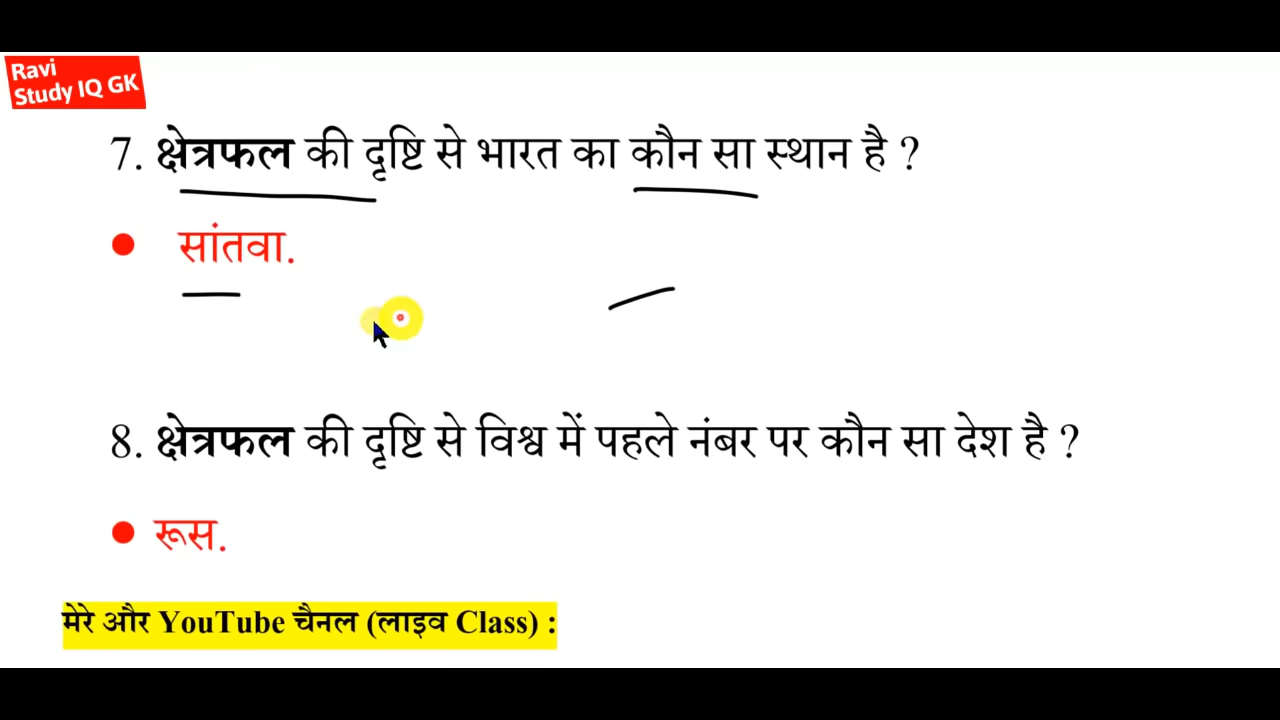 Ravi
Study IQ GK
7. क्षेत्रफल की दृष्टि से भारत का कौन सा स्थान है ?
● सांतवा.
8. क्षेत्रफल की दृष्टि से विश्व में पहले नंबर पर कौन सा देश है ?
● रूस.
मेरे और YouTube चैनल (लाइव Class) :